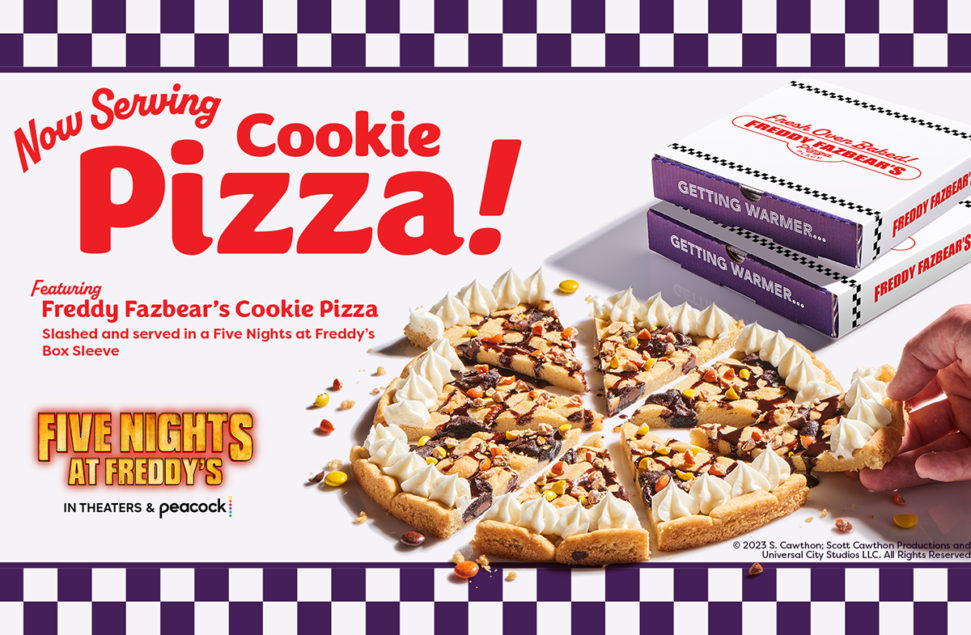 Now Serving
Cookie
Pizza!
Featuring
Freddy Fazbear's Cookie Pizza
Slashed and served in a Five Nights at Freddy's
Box Sleeve
FIVE NIGHTS
AT FREDDY'S
IN THEATERS & peacock
Fresh Oven Baked!
FREDDY FAZBEAR'S
Pizza
GETTING WARMER...
FREDDY FAZBEAR'
GETTING WARMER...
FREDDY FAZBEAR'S
© 2023 S. Cawthon; Scott Cawthon Productions and
Universal City Studios LLC. All Rights Reserved